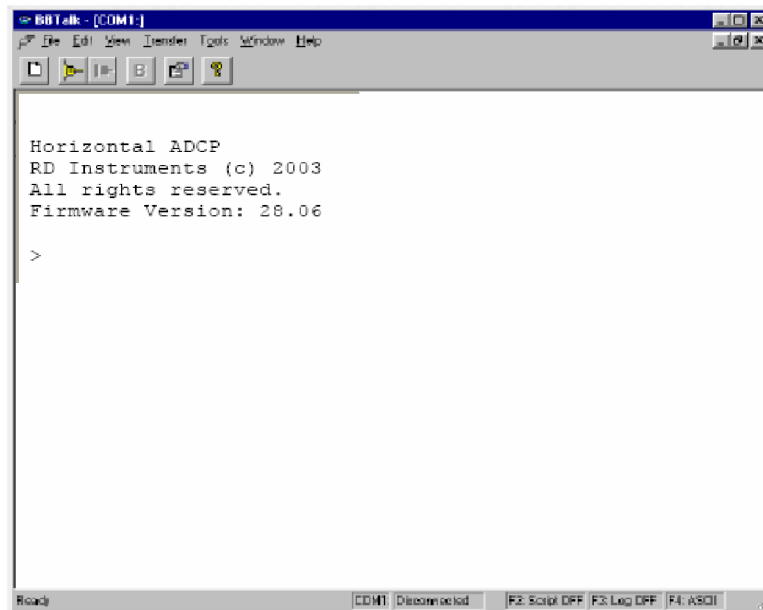 BBTalk - [COM1:]
File Edit View Transfer Tools Window Help
B ?
Horizontal ADCP
RD Instruments (c) 2003
All rights reserved.
Firmware Version: 28.06
>
Ready COM1 Disconnected F2: Script OFF F3: Log OFF F4: ASCII